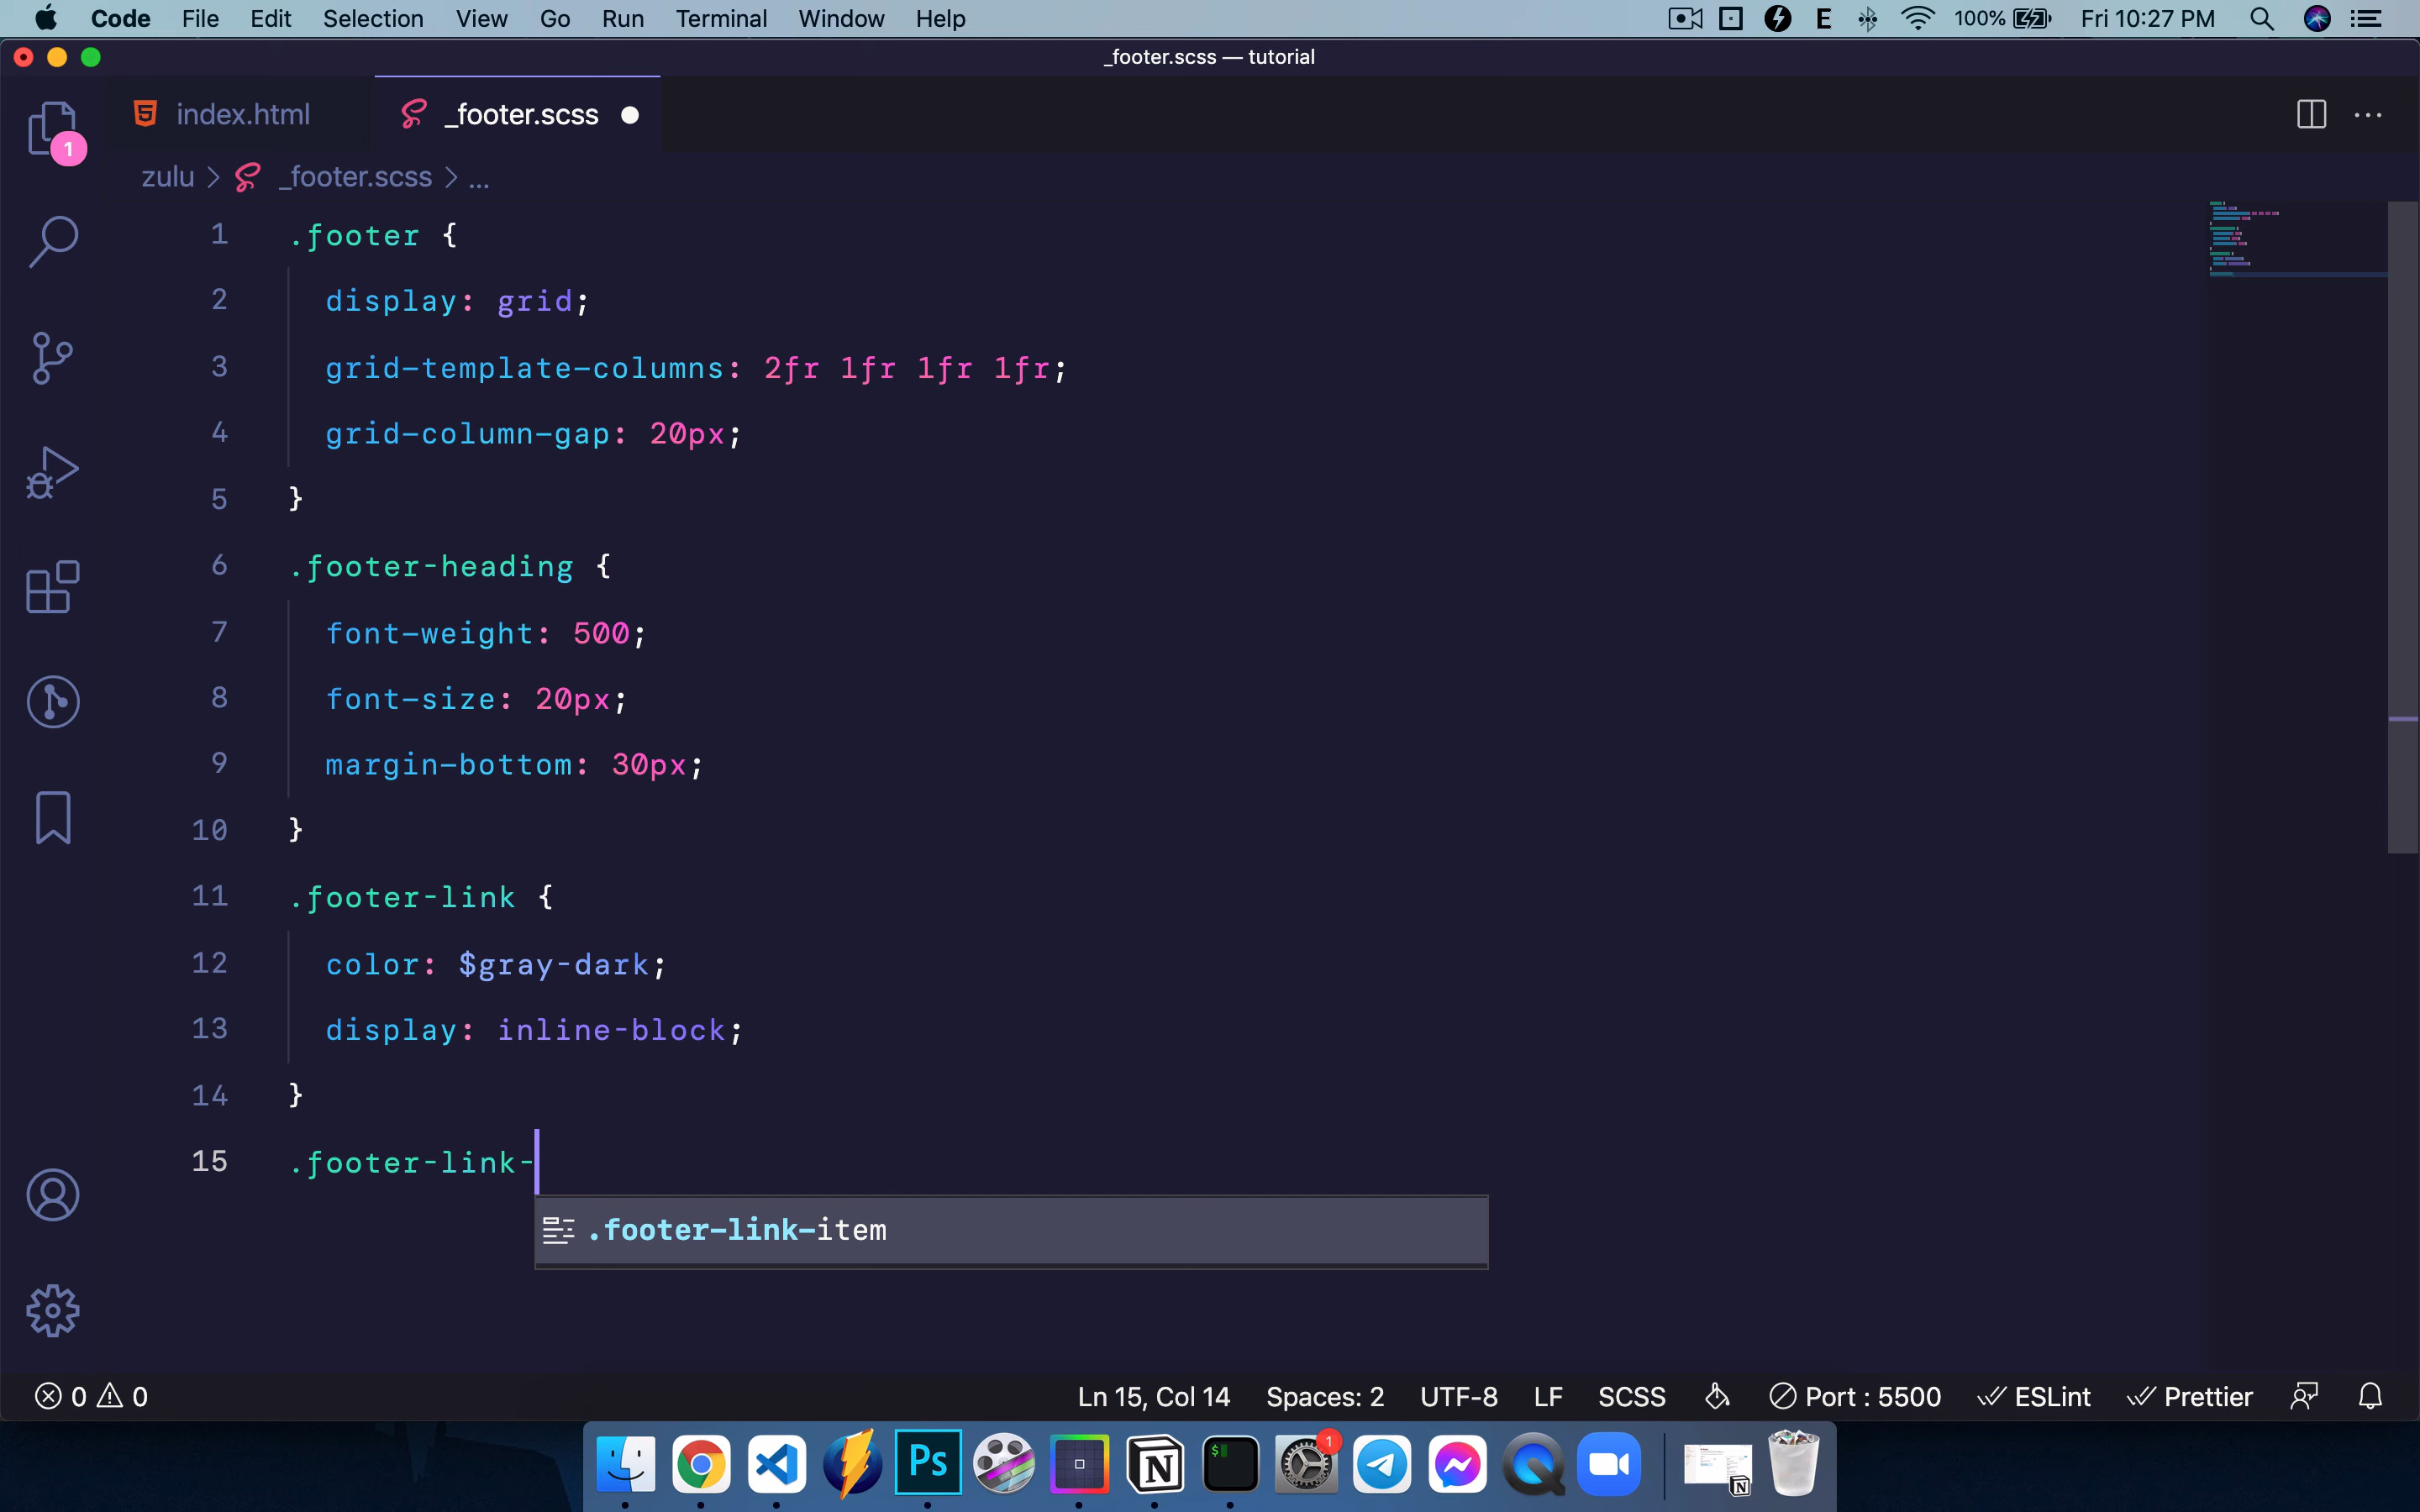 Code File Edit Selection View Go Run Terminal Window Help E 100% Fri 10:27 PM
_footer.scss — tutorial
index.html _footer.scss
1
zulu > _footer.scss > ...
1 .footer {
2 display: grid;
3 grid-template-columns: 2fr 1fr 1fr 1fr;
4 grid-column-gap: 20px;
5 }
6 .footer-heading {
7 font-weight: 500;
8 font-size: 20px;
9 margin-bottom: 30px;
10 }
11 .footer-link {
12 color: $gray-dark;
13 display: inline-block;
14 }
15 .footer-link-
.footer-link-item
0 0 Ln 15, Col 14 Spaces: 2 UTF-8 LF SCSS Port : 5500 ESLint Prettier
Ps N $ 1 N